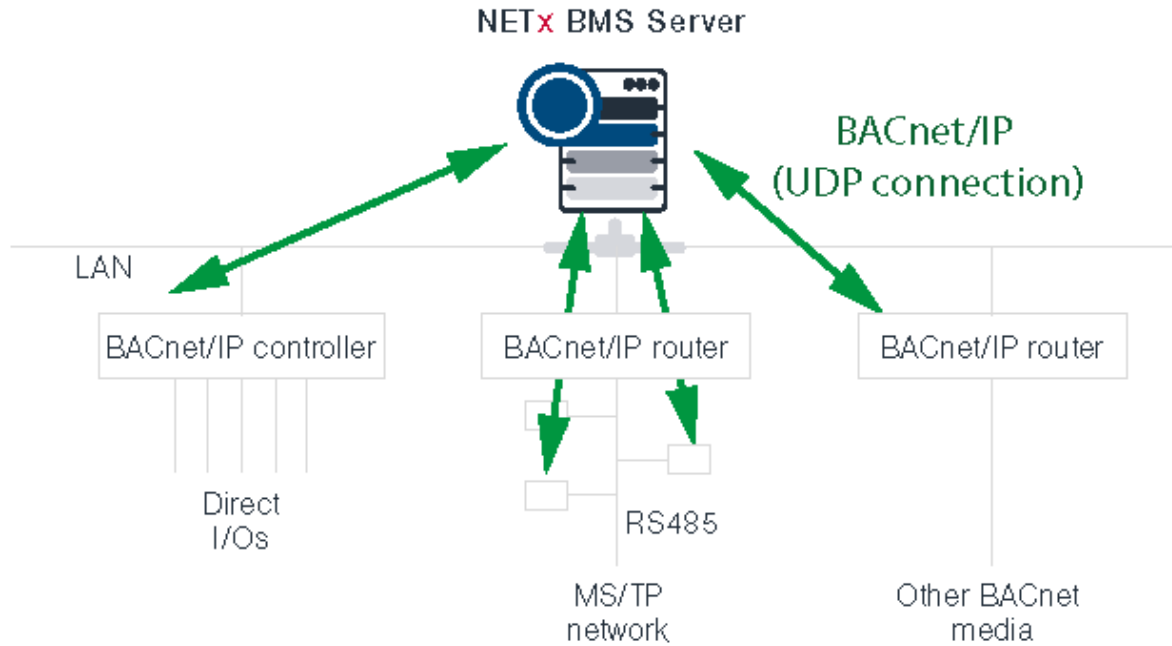 NETx BMS Server
BACnet/IP
(UDP connection)
LAN
BACnet/IP controller
BACnet/IP router
BACnet/IP router
Direct
I/Os
RS485
MS/TP
network
Other BACnet
media